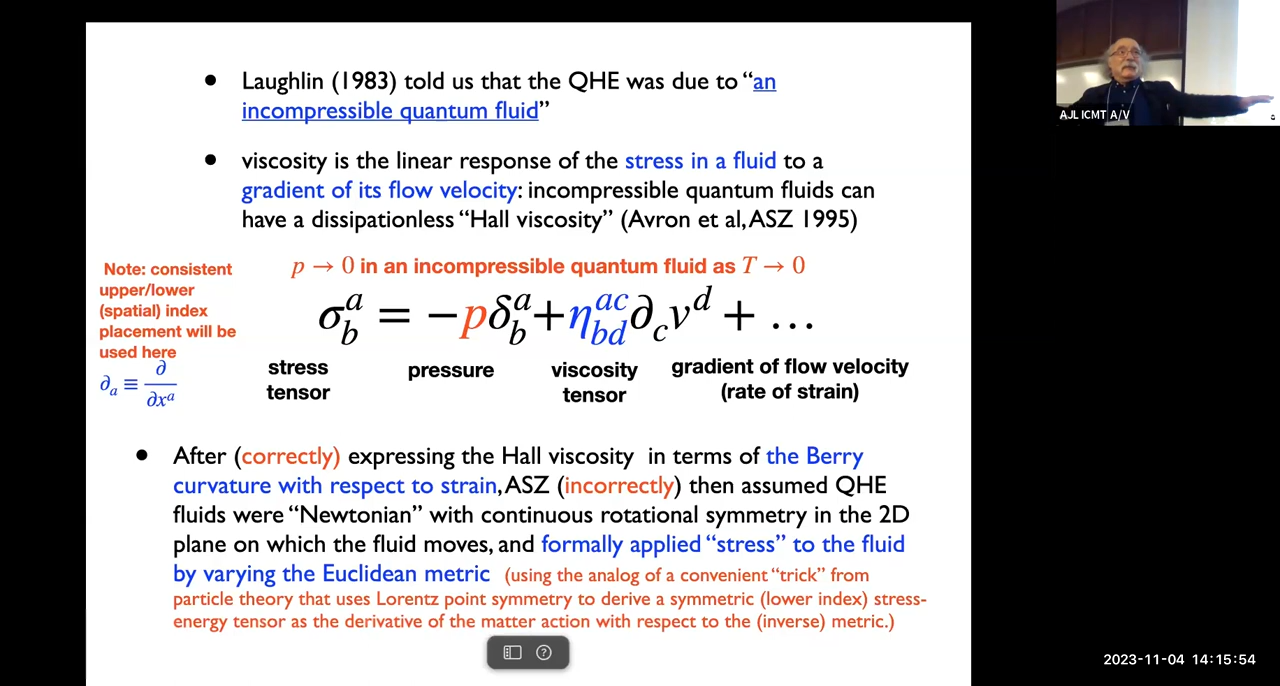 • Laughlin (1983) told us that the QHE was due to “an
incompressible quantum fluid”
• viscosity is the linear response of the stress in a fluid to a
gradient of its flow velocity: incompressible quantum fluids can
have a dissipationless “Hall viscosity” (Avron et al, ASZ 1995)
Note: consistent
upper/lower
(spatial) index
placement will be
used here
∂ₐ ≡ ∂/∂xᵃ
p → 0 in an incompressible quantum fluid as T → 0
σ^a_b = −pδ^a_b + η^{ac}_{bd} ∂_c v^d + …
stress
tensor
pressure
viscosity
tensor
gradient of flow velocity
(rate of strain)
• After (correctly) expressing the Hall viscosity in terms of the Berry
curvature with respect to strain, ASZ (incorrectly) then assumed QHE
fluids were “Newtonian” with continuous rotational symmetry in the 2D
plane on which the fluid moves, and formally applied “stress” to the fluid
by varying the Euclidean metric (using the analog of a convenient “trick” from
particle theory that uses Lorentz point symmetry to derive a symmetric (lower index) stress-
energy tensor as the derivative of the matter action with respect to the (inverse) metric.)
AJL ICMT A/V
2023-11-04 14:15:54